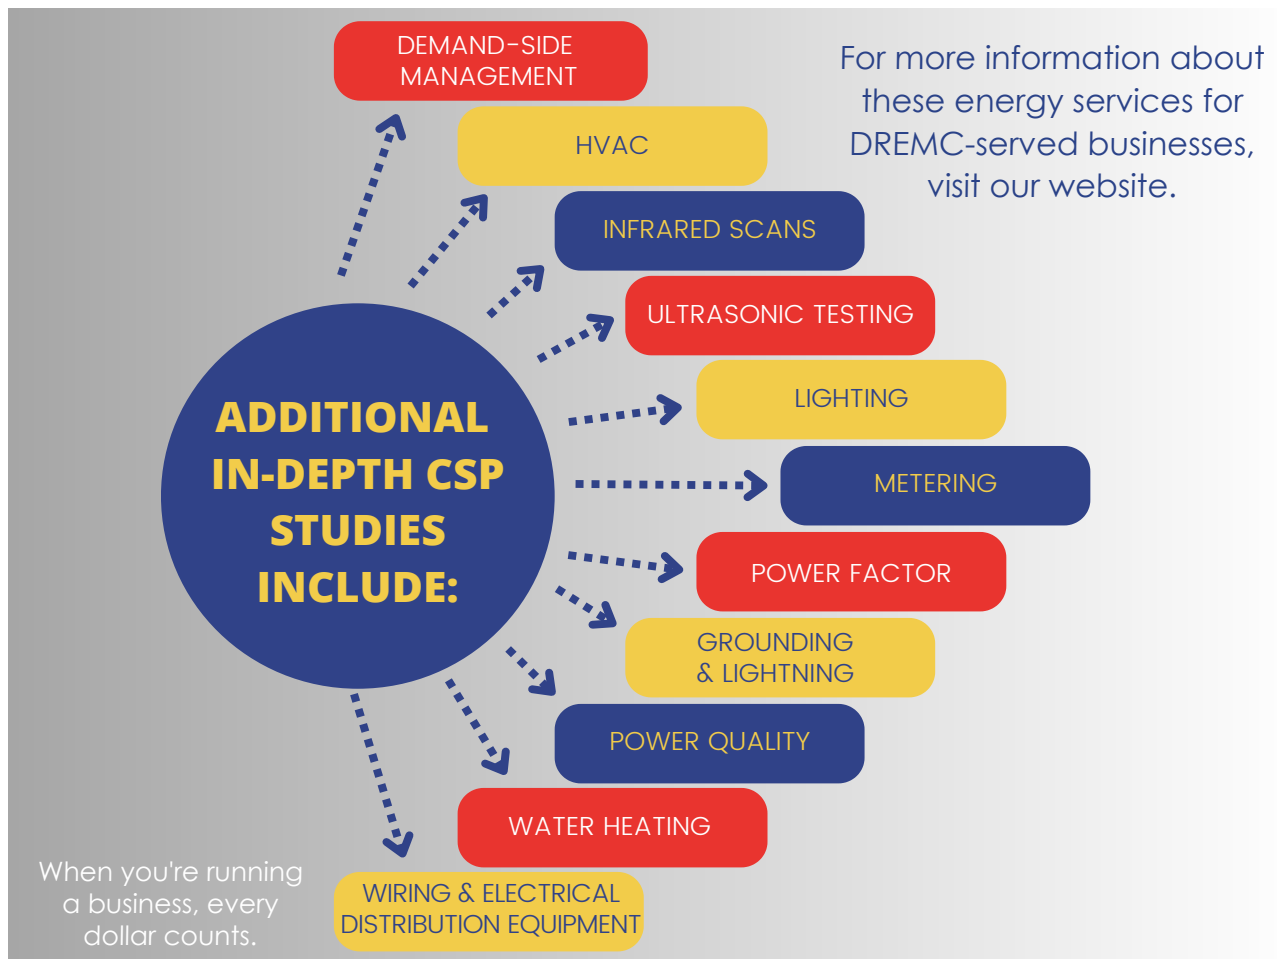 DEMAND-SIDE
MANAGEMENT
HVAC
INFRARED SCANS
ULTRASONIC TESTING
LIGHTING
METERING
POWER FACTOR
GROUNDING
& LIGHTNING
POWER QUALITY
WATER HEATING
WIRING & ELECTRICAL
DISTRIBUTION EQUIPMENT
ADDITIONAL
IN-DEPTH CSP
STUDIES
INCLUDE:
For more information about
these energy services for
DREMC-served businesses,
visit our website.
When you're running
a business, every
dollar counts.